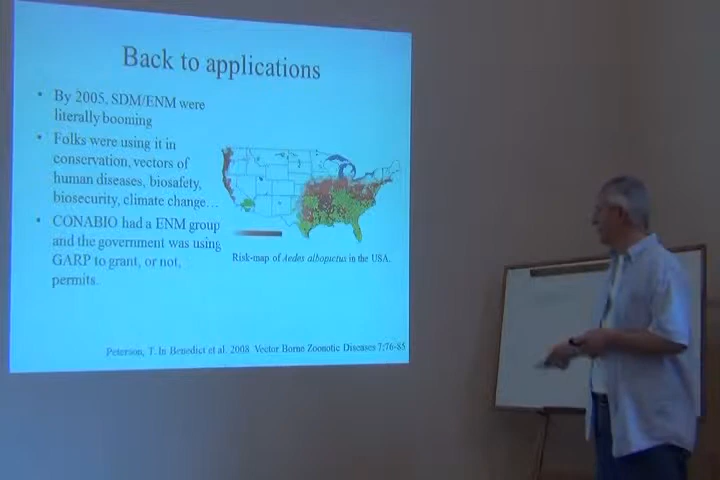 Back to applications
• By 2005, SDM/ENM were
literally booming
• Folks were using it in
conservation, vectors of
human diseases, biosafety,
biosecurity, climate change…
• CONABIO had a ENM group
and the government was using
GARP to grant, or not,
permits.
Risk-map of Aedes albopictus in the USA.
Peterson, T. In Benedict et al. 2008 Vector Borne Zoonotic Diseases 7:76-85